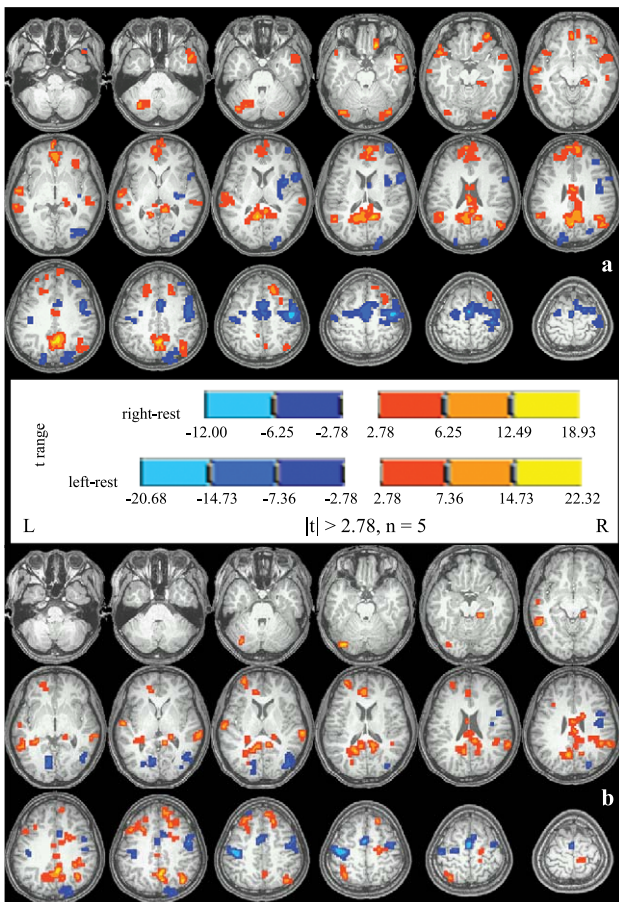 a
t range
right-rest
-12.00 -6.25 -2.78 2.78 6.25 12.49 18.93
left-rest
-20.68 -14.73 -7.36 -2.78 2.78 7.36 14.73 22.32
L |t| > 2.78, n = 5 R
b